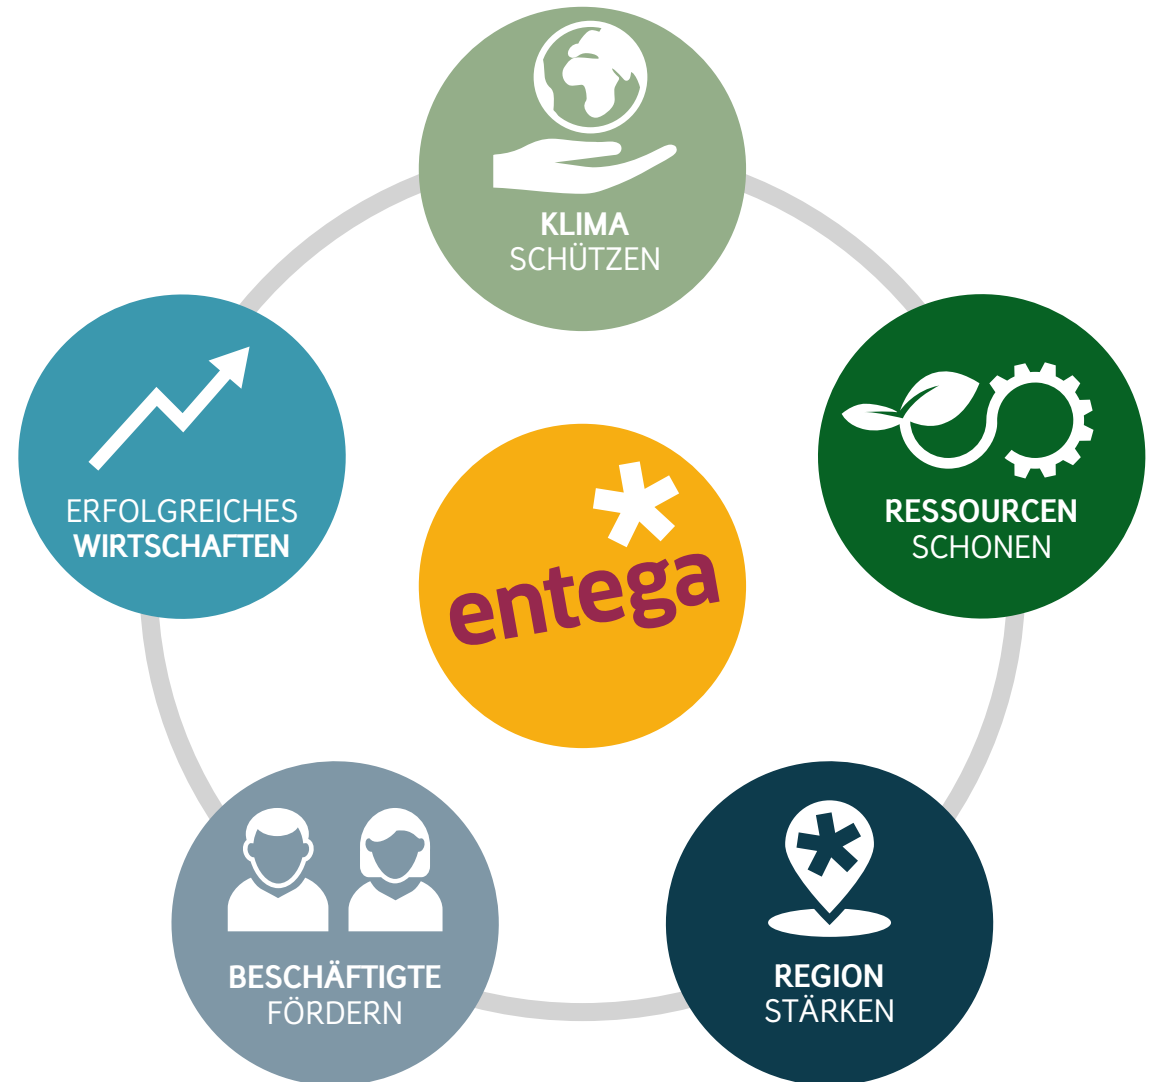 KLIMA
SCHÜTZEN
ERFOLGREICHES
WIRTSCHAFTEN
RESSOURCEN
SCHONEN
entega
BESCHÄFTIGTE
FÖRDERN
REGION
STÄRKEN